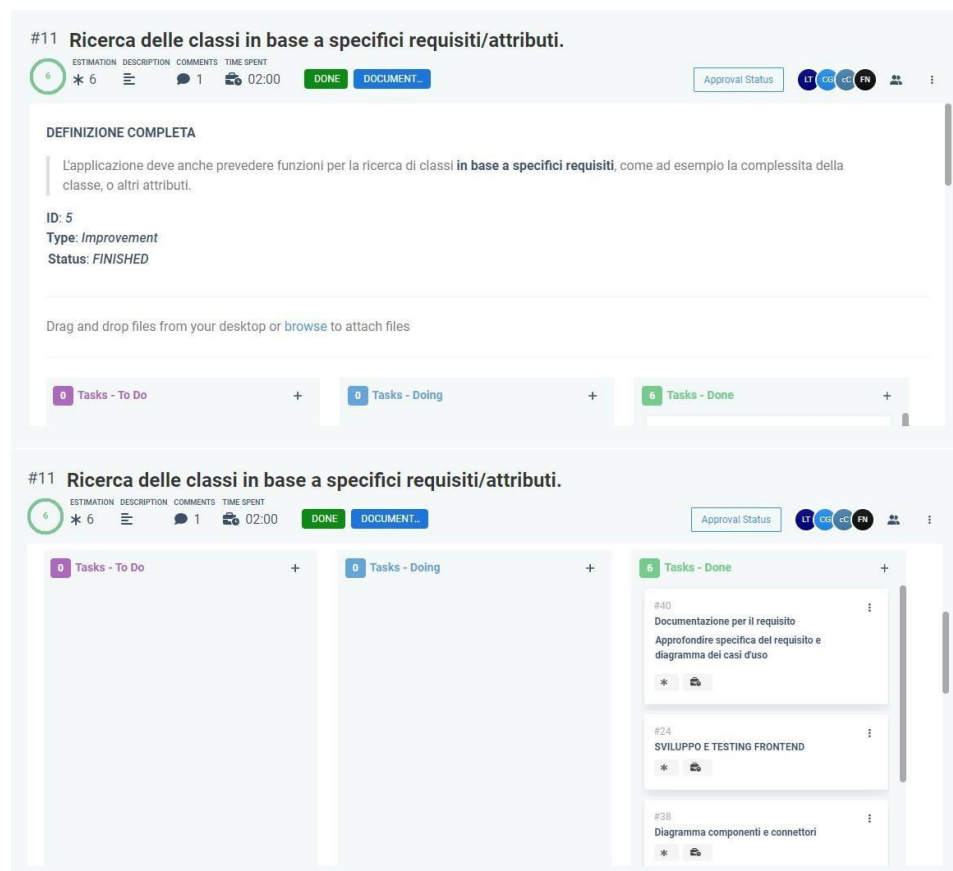 #11 Ricerca delle classi in base a specifici requisiti/attributi.
ESTIMATION DESCRIPTION COMMENTS TIME SPENT
6 6 1 02:00 DONE DOCUMENT... Approval Status LT CG cC FN
DEFINIZIONE COMPLETA
L'applicazione deve anche prevedere funzioni per la ricerca di classi in base a specifici requisiti, come ad esempio la complessita della
classe, o altri attributi.
ID: 5
Type: Improvement
Status: FINISHED
Drag and drop files from your desktop or browse to attach files
0 Tasks - To Do + 0 Tasks - Doing + 6 Tasks - Done +
#11 Ricerca delle classi in base a specifici requisiti/attributi.
ESTIMATION DESCRIPTION COMMENTS TIME SPENT
6 6 1 02:00 DONE DOCUMENT... Approval Status LT CG cC FN
0 Tasks - To Do + 0 Tasks - Doing + 6 Tasks - Done +
#40
Documentazione per il requisito
Approfondire specifica del requisito e
diagramma dei casi d'uso
#24
SVILUPPO E TESTING FRONTEND
#38
Diagramma componenti e connettori